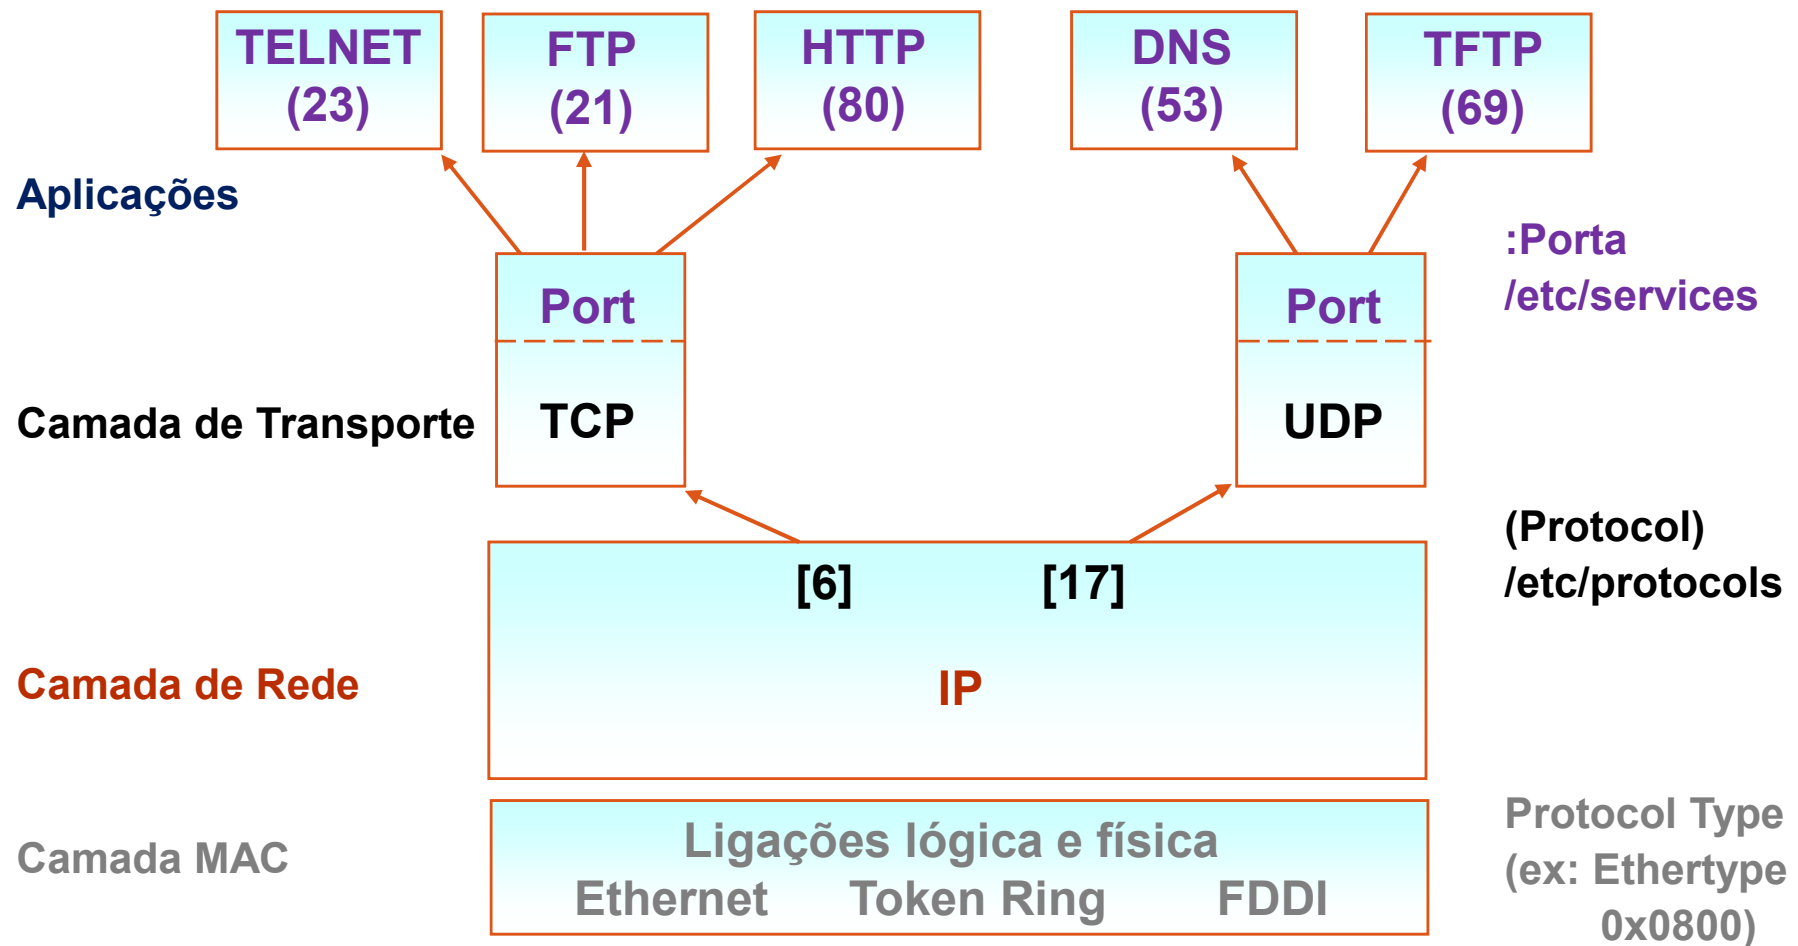 TELNET
(23)
FTP
(21)
HTTP
(80)
DNS
(53)
TFTP
(69)
Aplicações
:Porta
/etc/services
Port
Port
Camada de Transporte
TCP
UDP
(Protocol)
/etc/protocols
[6]
[17]
Camada de Rede
IP
Camada MAC
Ligações lógica e física
Ethernet Token Ring FDDI
Protocol Type
(ex: Ethertype
0x0800)